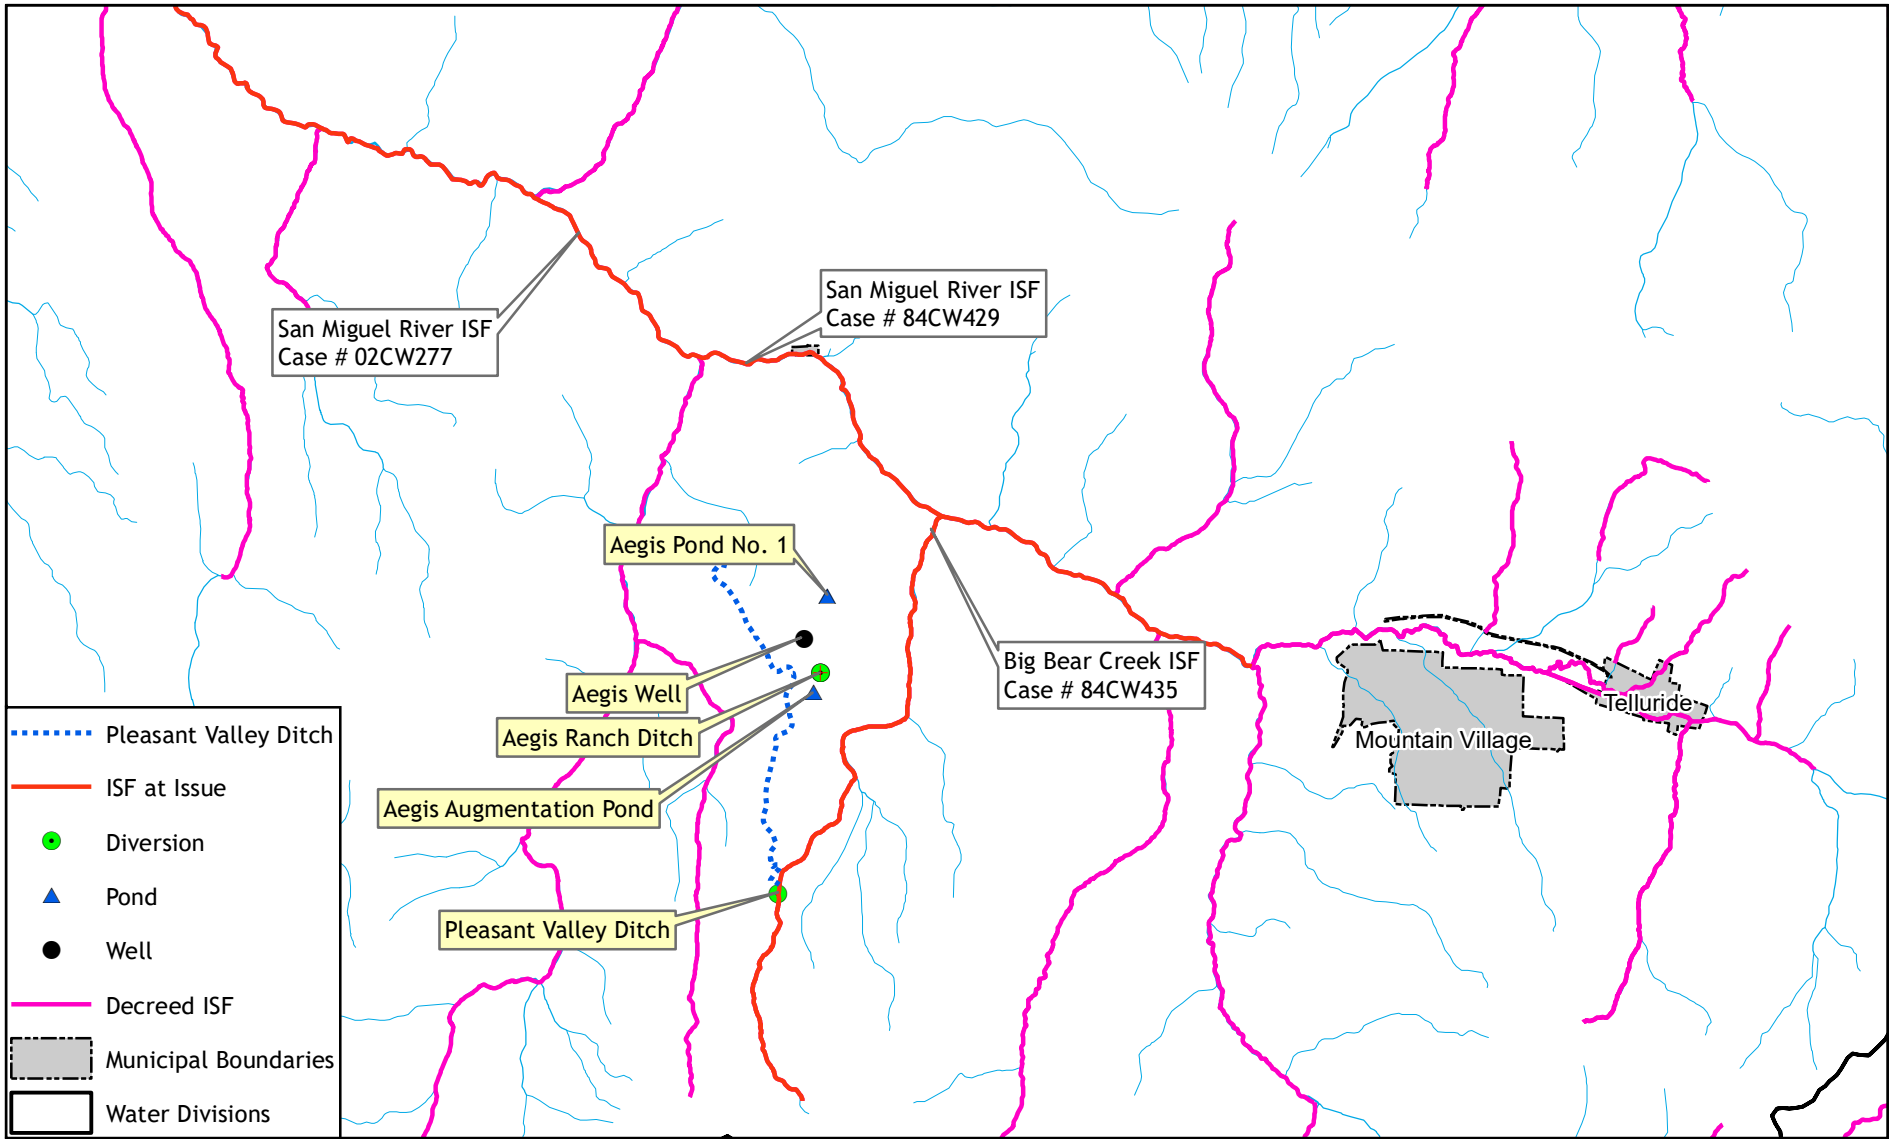 San Miguel River ISF
Case # 84CW429
San Miguel River ISF
Case # 02CW277
Aegis Pond No. 1
Big Bear Creek ISF
Case # 84CW435
Aegis Well
Aegis Ranch Ditch
Aegis Augmentation Pond
Pleasant Valley Ditch
Telluride
Mountain Village
Pleasant Valley Ditch
ISF at Issue
Diversion
Pond
Well
Decreed ISF
Municipal Boundaries
Water Divisions